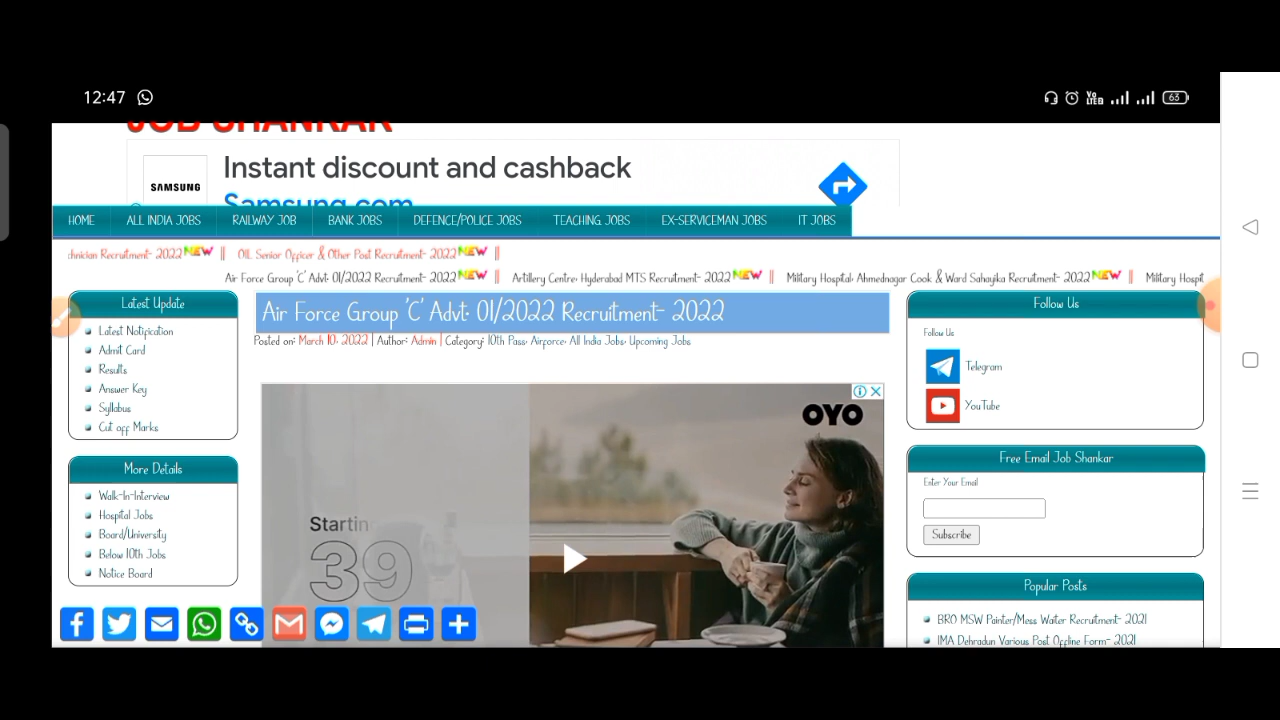 12:47
Vo LTE2
63
JOB SHANKAR
SAMSUNG
Instant discount and cashback
Samsung.com
HOME
ALL INDIA JOBS
RAILWAY JOB
BANK JOBS
DEFENCE/POLICE JOBS
TEACHING JOBS
EX-SERVICEMAN JOBS
IT JOBS
chnician Recruitment- 2022 NEW || OIL Senior Officer & Other Post Recruitment- 2022 NEW ||
Air Force Group 'C' Advt. 01/2022 Recruitment- 2022 NEW || Artillery Centre, Hyderabad MTS Recruitment- 2022 NEW || Military Hospital, Ahmednagar Cook & Ward Sahayika Recruitment- 2022 NEW || Military Hospit
Latest Update
Latest Notification
Admit Card
Results
Answer Key
Syllabus
Cut off Marks
More Details
Walk-In-Interview
Hospital Jobs
Board/University
Below 10th Jobs
Notice Board
Air Force Group 'C' Advt. 01/2022 Recruitment- 2022
Posted on: March 10, 2022 | Author: Admin | Category: 10th Pass, Airforce, All India Jobs, Upcoming Jobs
OYO
Startin
39
Follow Us
Follow Us
Telegram
YouTube
Free Email Job Shankar
Enter Your Email
Subscribe
Popular Posts
BRO MSW Painter/Mess Waiter Recruitment- 2021
IMA Dehradun Various Post Offline Form- 2021